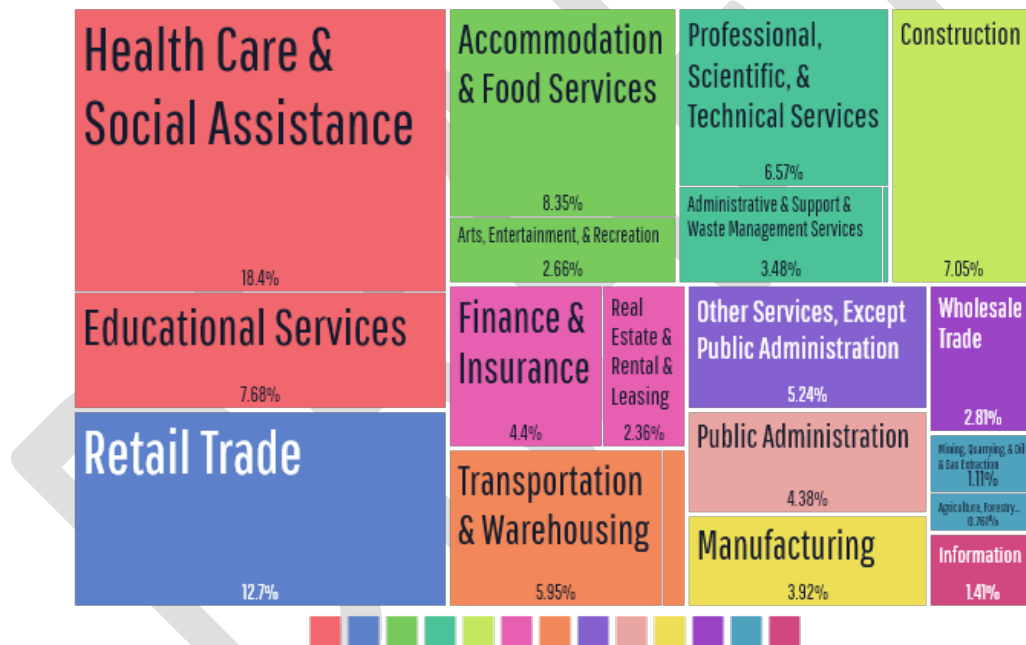 Health Care &
Social Assistance
18.4%
Educational Services
7.68%
Retail Trade
12.7%
Accommodation
& Food Services
8.35%
Arts, Entertainment, & Recreation
2.66%
Professional,
Scientific, &
Technical Services
6.57%
Administrative & Support &
Waste Management Services
3.48%
Construction
7.05%
Finance &
Insurance
4.4%
Real
Estate &
Rental &
Leasing
2.36%
Transportation
& Warehousing
5.95%
Other Services, Except
Public Administration
5.24%
Public Administration
4.38%
Manufacturing
3.92%
Wholesale
Trade
2.81%
Mining, Quarrying, & Oil
& Gas Extraction
1.11%
Agriculture, Forestry...
0.761%
Information
1.41%